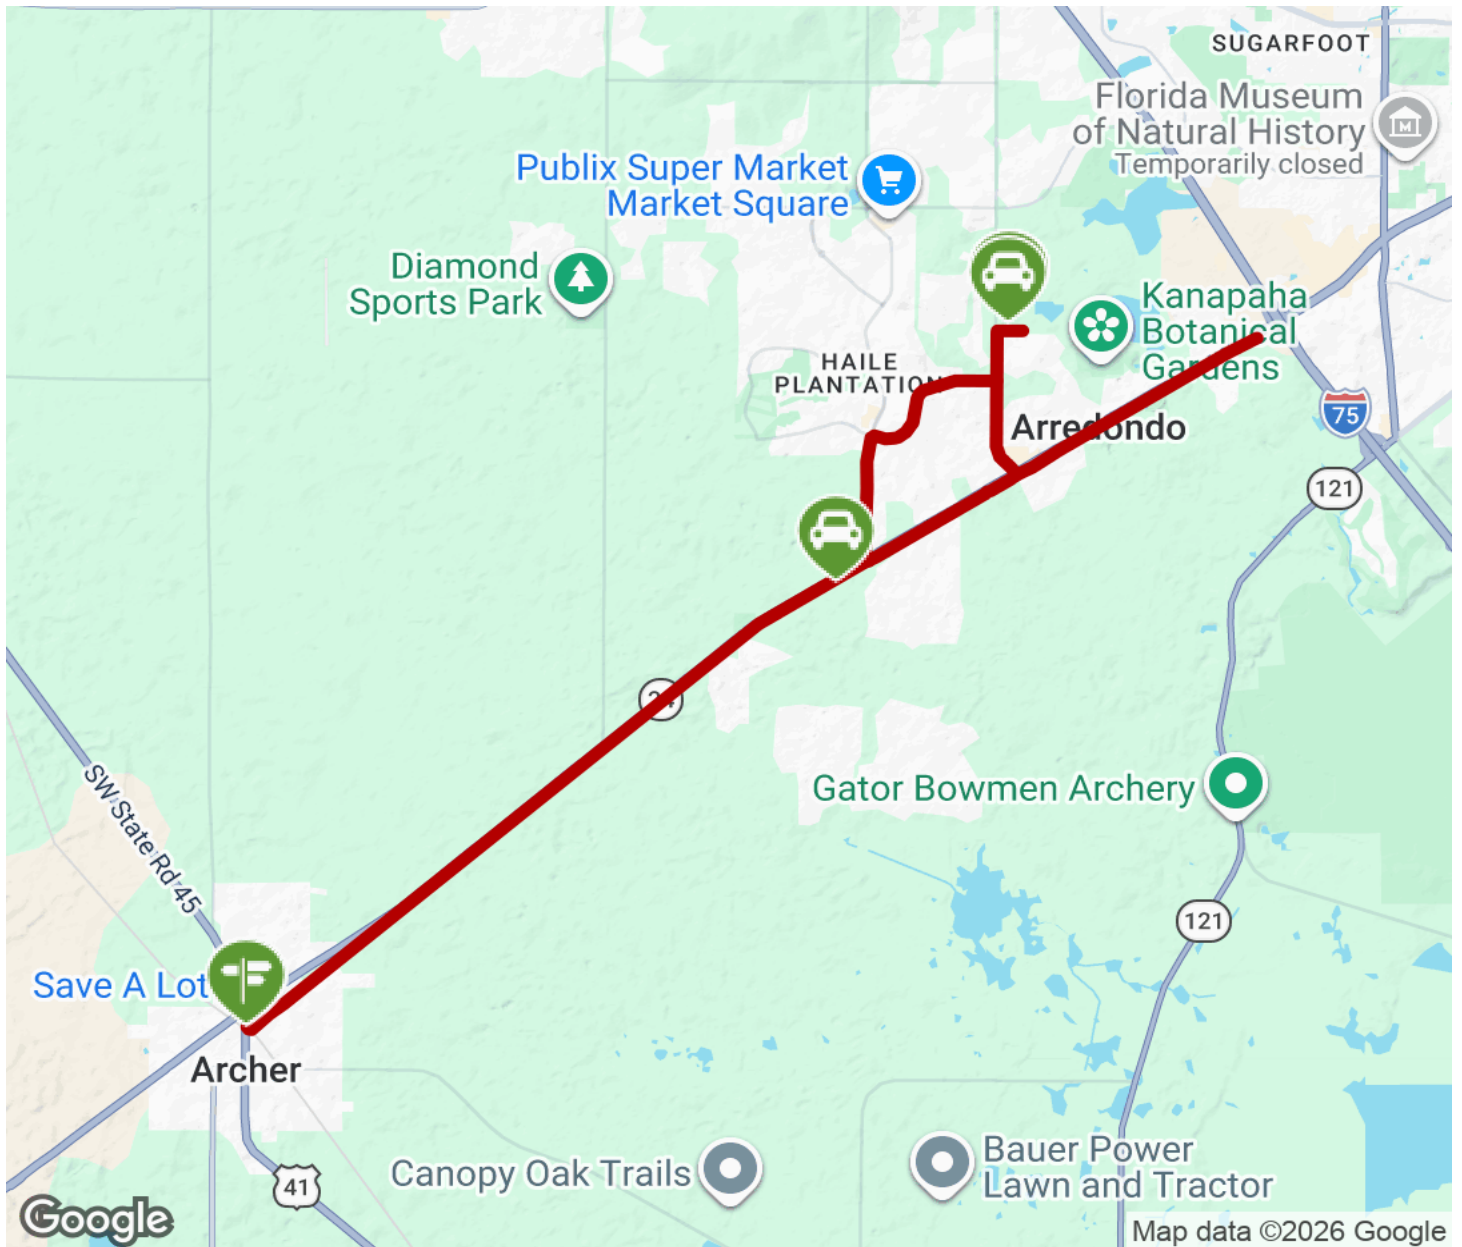 SUGARFOOT
Florida Museum
of Natural History
Temporarily closed
Publix Super Market
Market Square
Diamond
Sports Park
Kanapaha
Botanical
Gardens
HAILE
PLANTATION
75
Arredondo
121
24
SW State Rd 45
Gator Bowmen Archery
121
Save A Lot
Archer
Canopy Oak Trails
Bauer Power
Lawn and Tractor
41
Google
Map data ©2026 Google